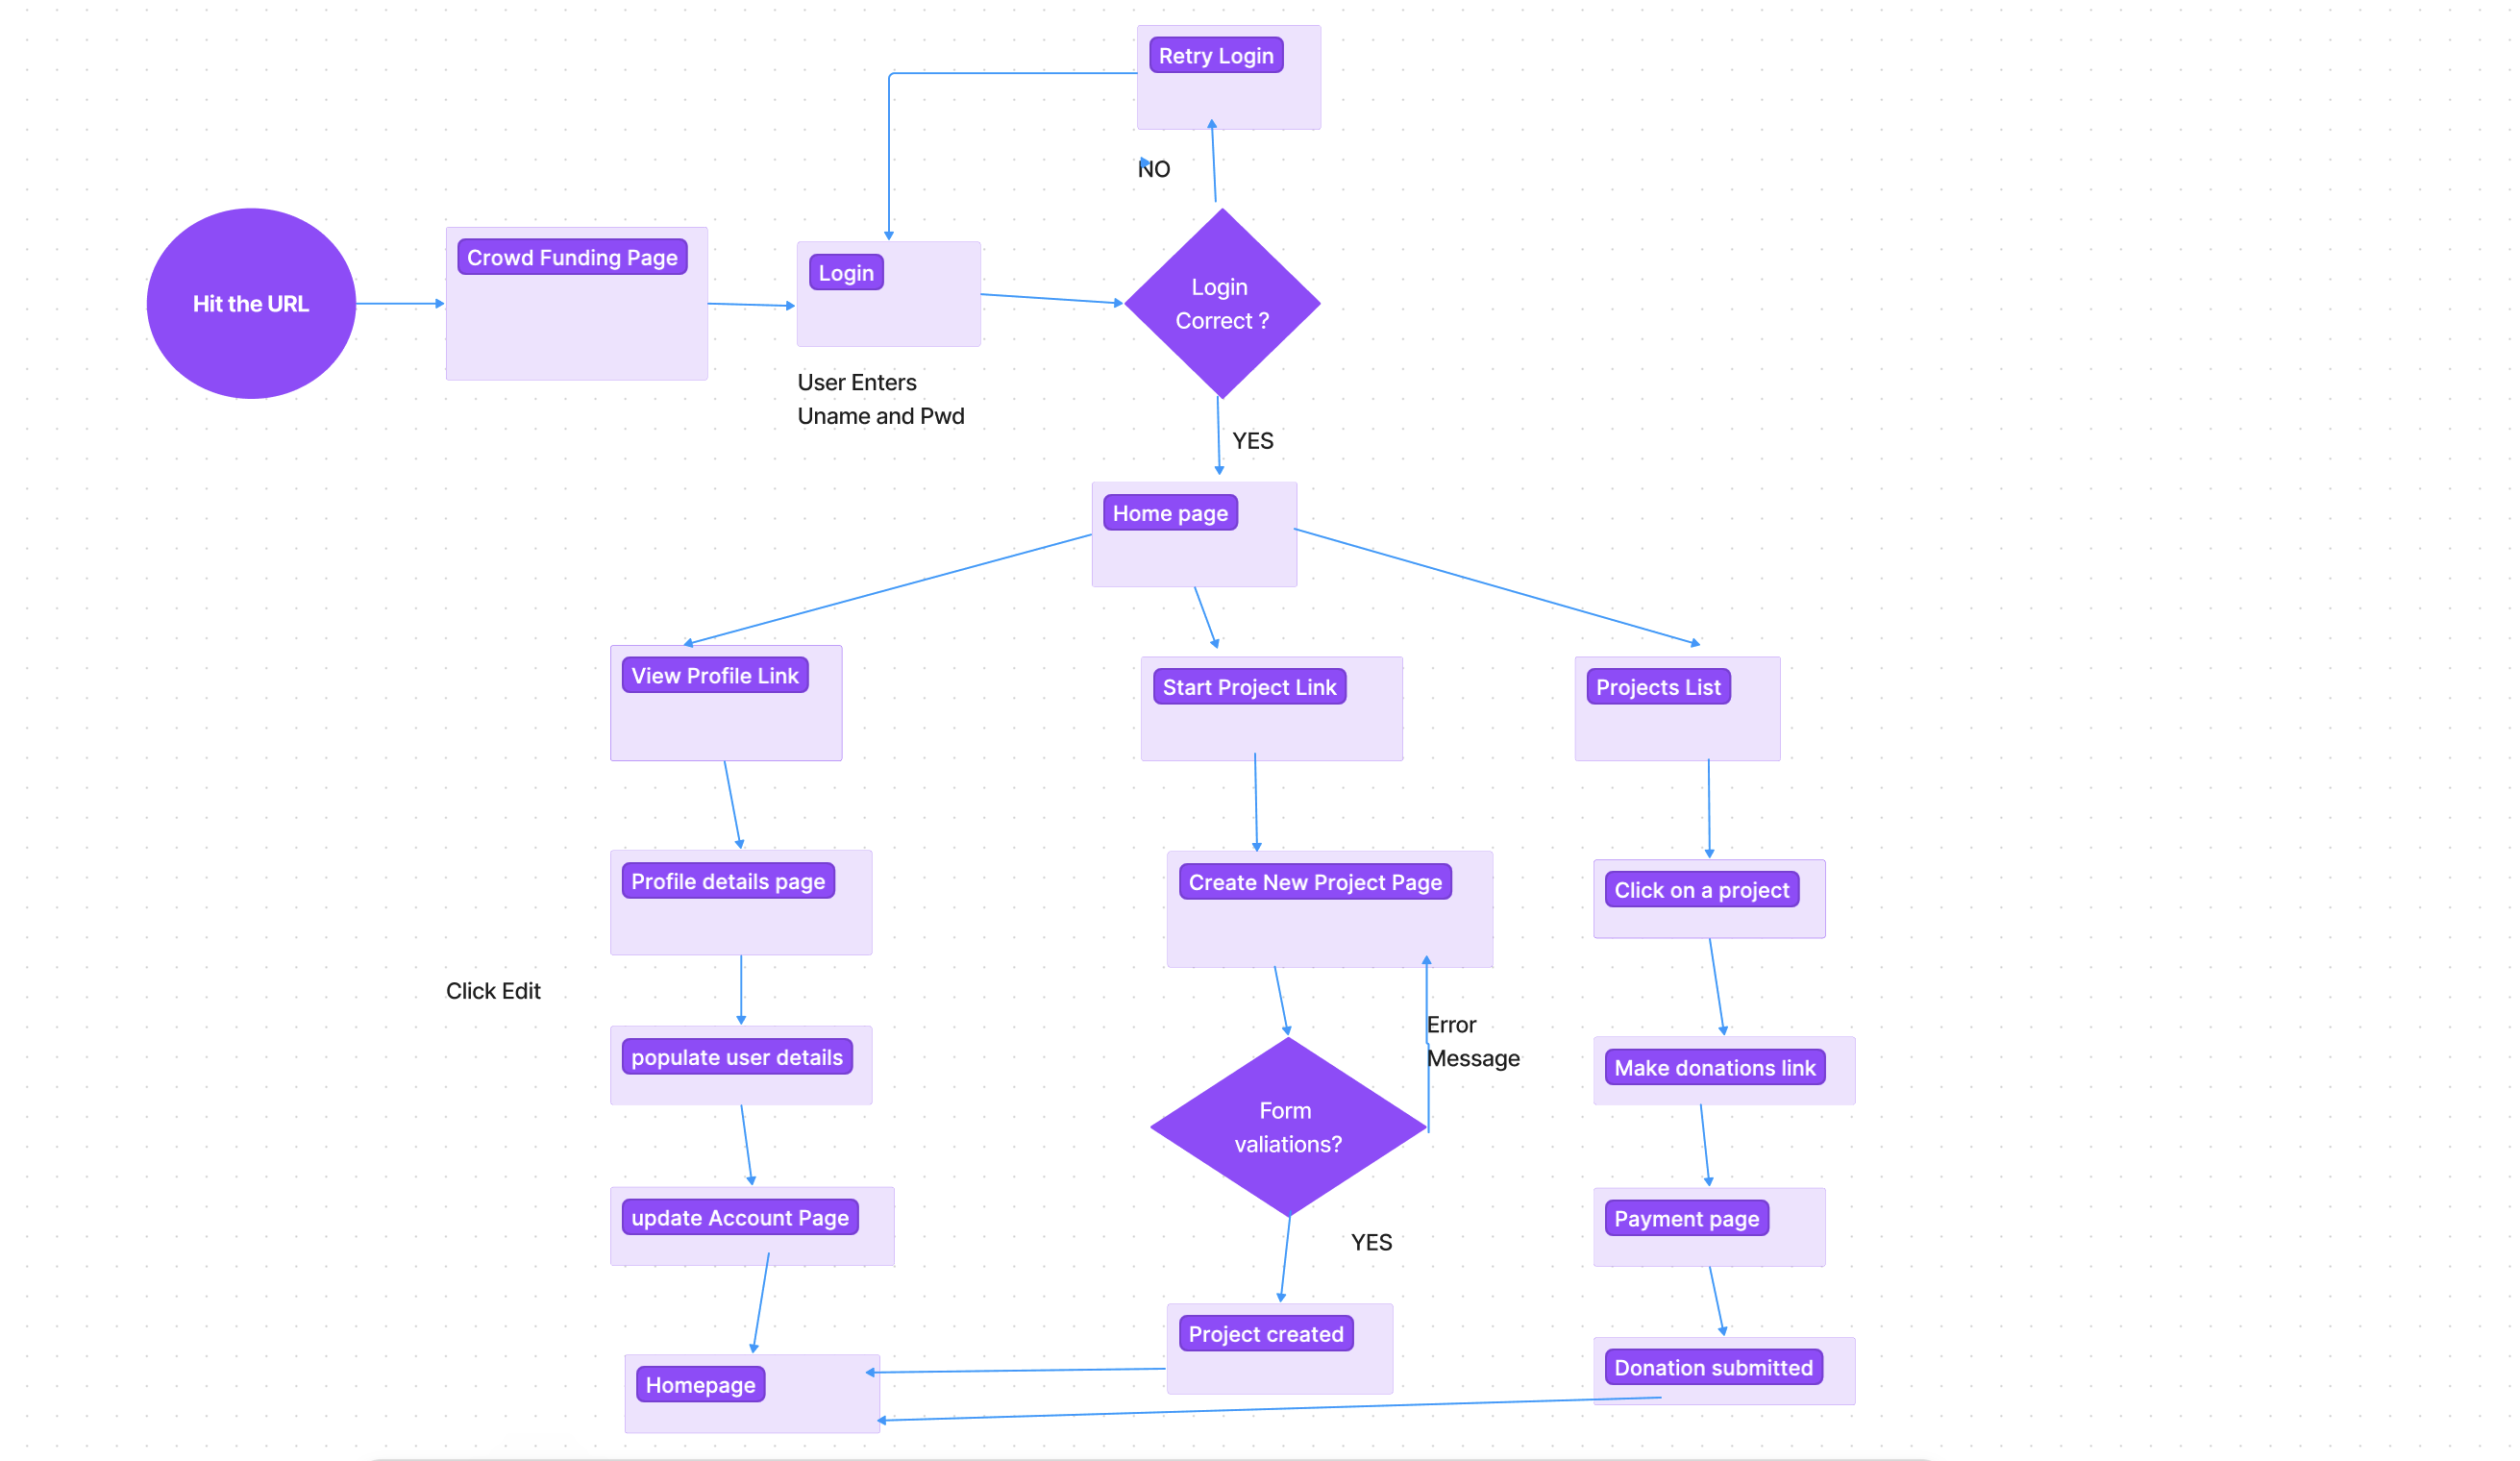 Retry Login
NO
Hit the URL
Crowd Funding Page
Login
Login
Correct ?
User Enters
Uname and Pwd
YES
Home page
View Profile Link
Start Project Link
Projects List
Profile details page
Create New Project Page
Click on a project
Click Edit
Error
Message
populate user details
Make donations link
Form
valiations?
update Account Page
Payment page
YES
Project created
Donation submitted
Homepage